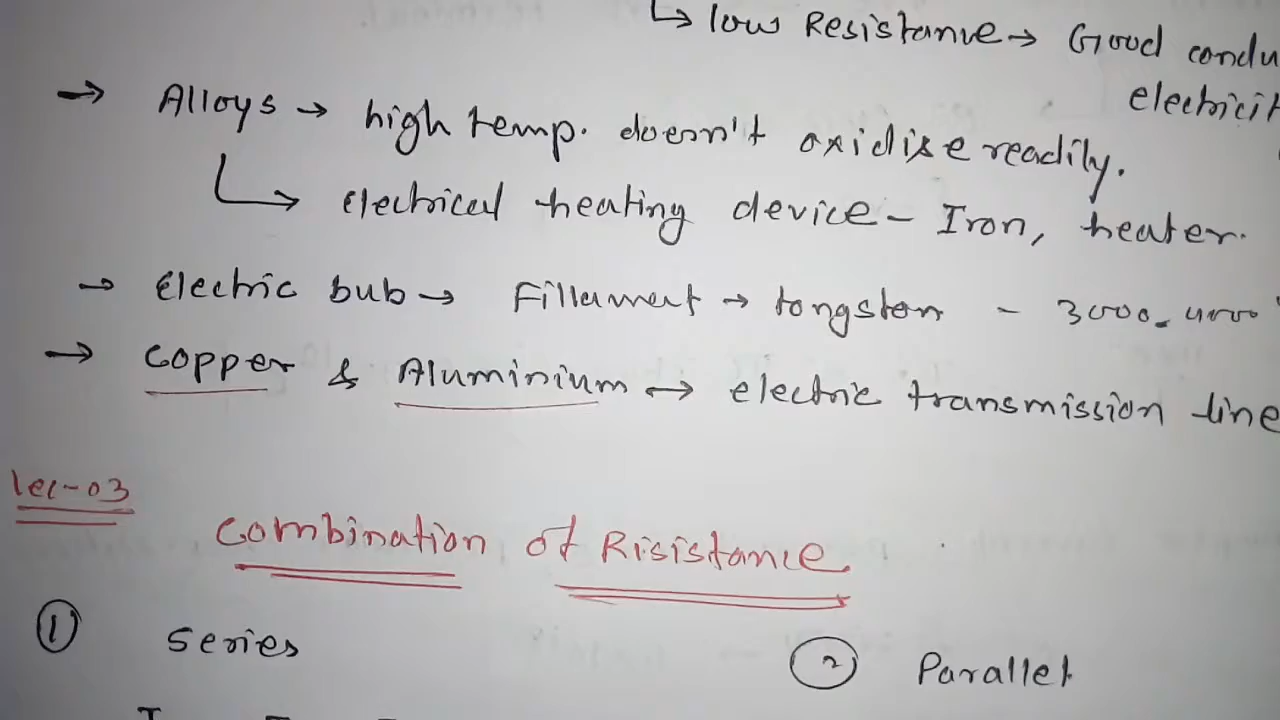 ↳ low Resistance → Good condu
electricit
→ Alloys → high temp. doesn't oxidise readily.
↳ electrical heating device - Iron, heater.
→ Electric bub → Fillament → tongston - 3000-4000
→ Copper & Aluminium → electric transmission line
Lec-03
Combination of Risistance
① Series
② Parallel